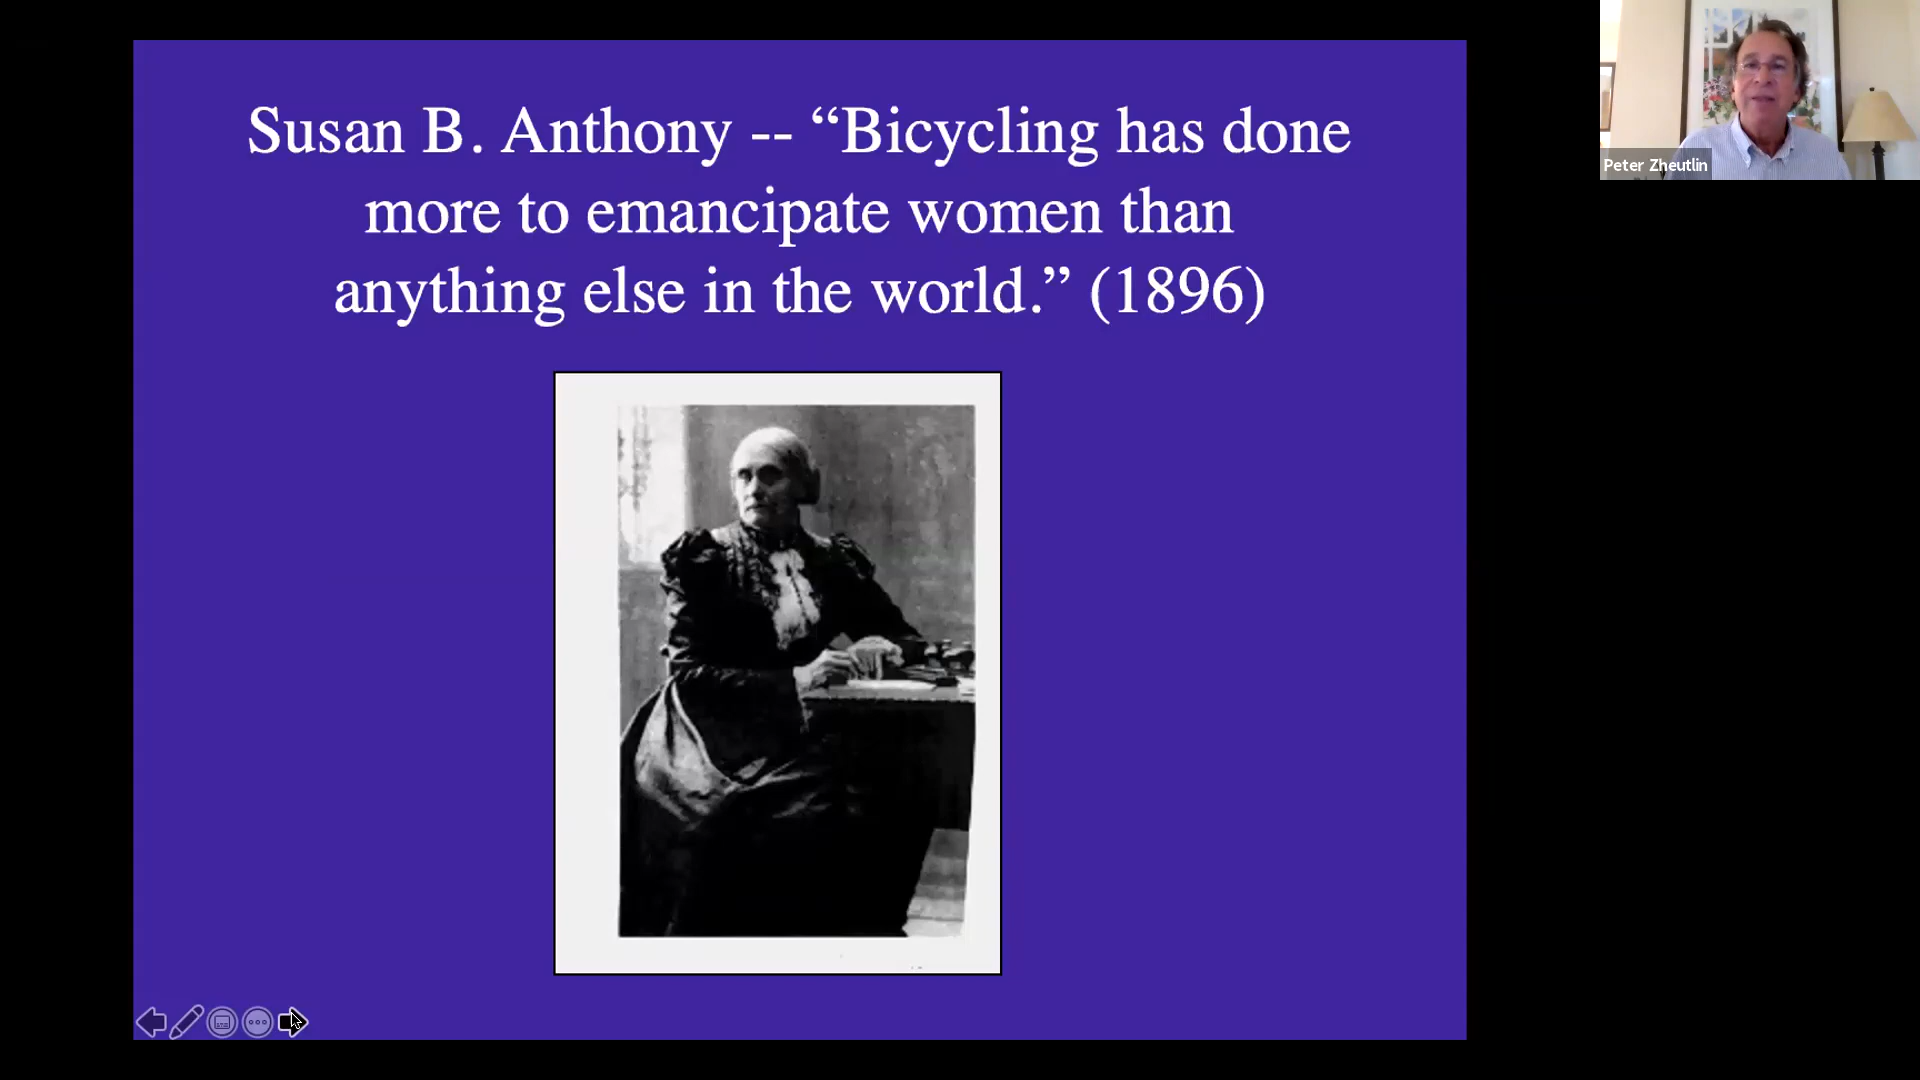 Susan B. Anthony -- “Bicycling has done
more to emancipate women than
anything else in the world.” (1896)
Peter Zheutlin